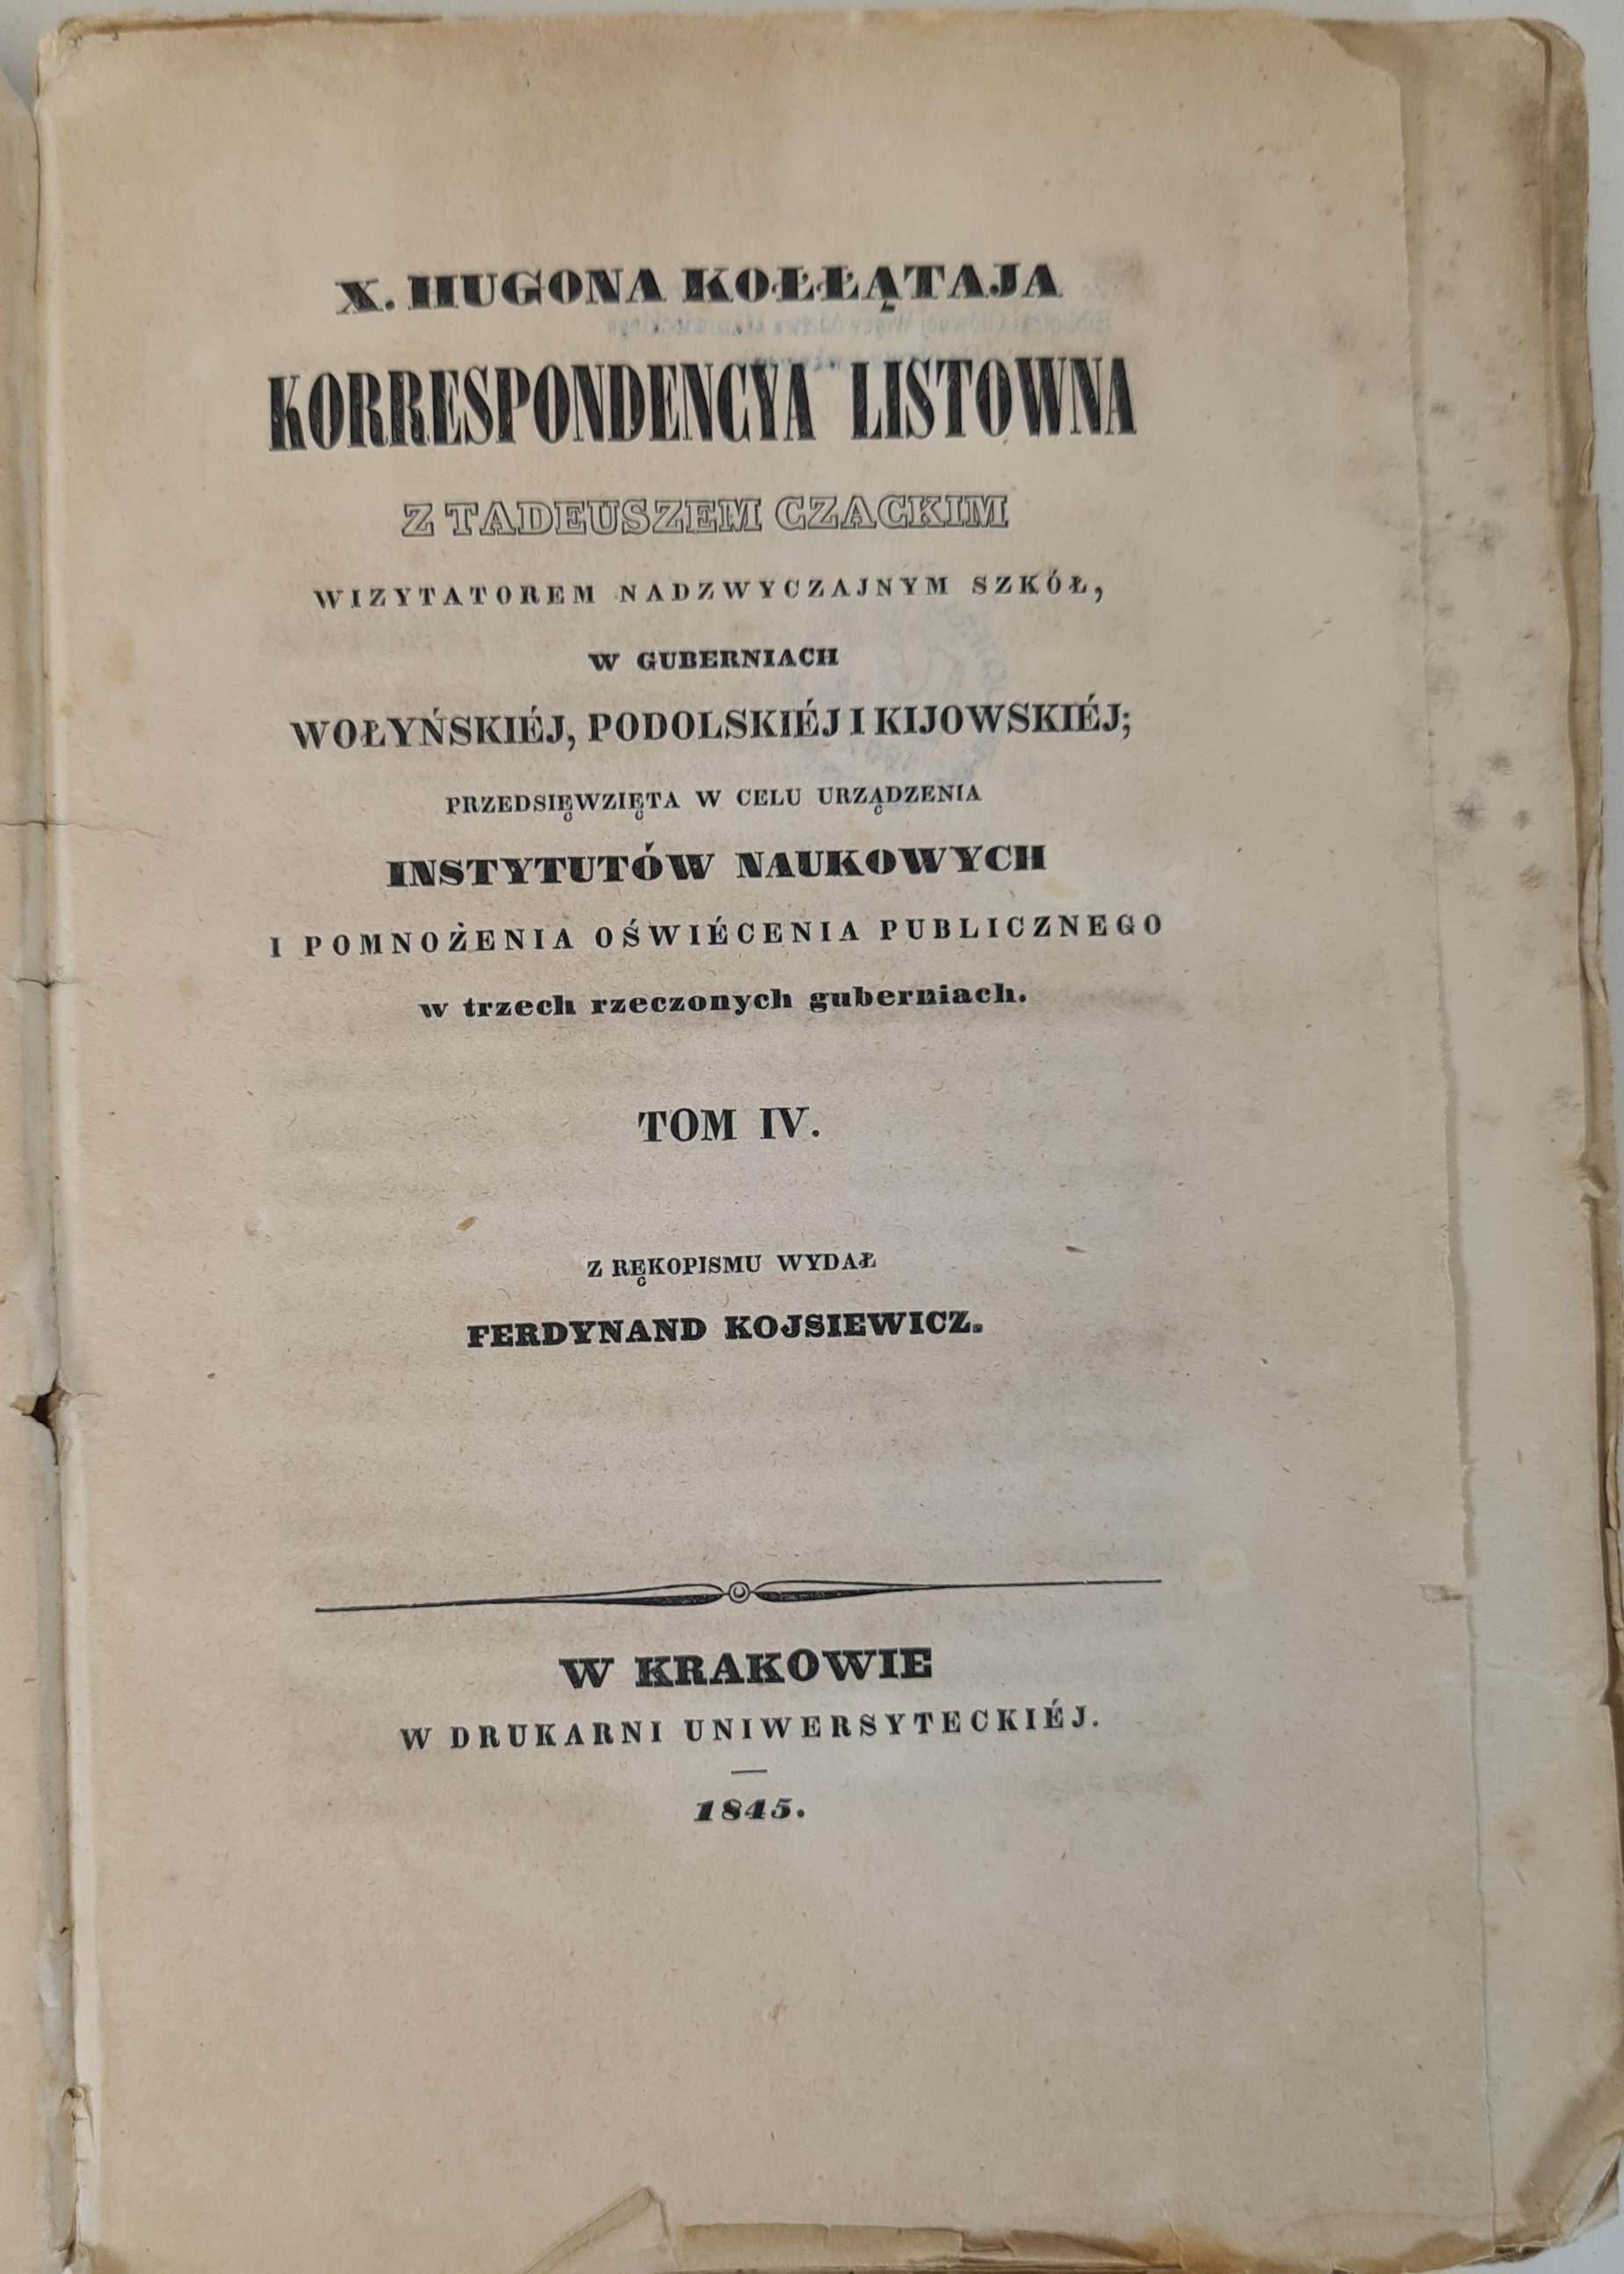 X. HUGONA KOŁŁĄTAJA
KORRESPONDENCYA LISTOWNA
Z TADEUSZEM CZACKIM
WIZYTATOREM NADZWYCZAJNYM SZKÓŁ,
W GUBERNIACH
WOŁYŃSKIÉJ, PODOLSKIÉJ I KIJOWSKIÉJ;
PRZEDSIĘWZIĘTA W CELU URZĄDZENIA
INSTYTUTÓW NAUKOWYCH
I POMNOŻENIA OŚWIÉCENIA PUBLICZNEGO
w trzech rzeczonych guberniach.
TOM IV.
Z RĘKOPISMU WYDAŁ
FERDYNAND KOJSIEWICZ.
W KRAKOWIE
W DRUKARNI UNIWERSYTECKIÉJ.
1845.